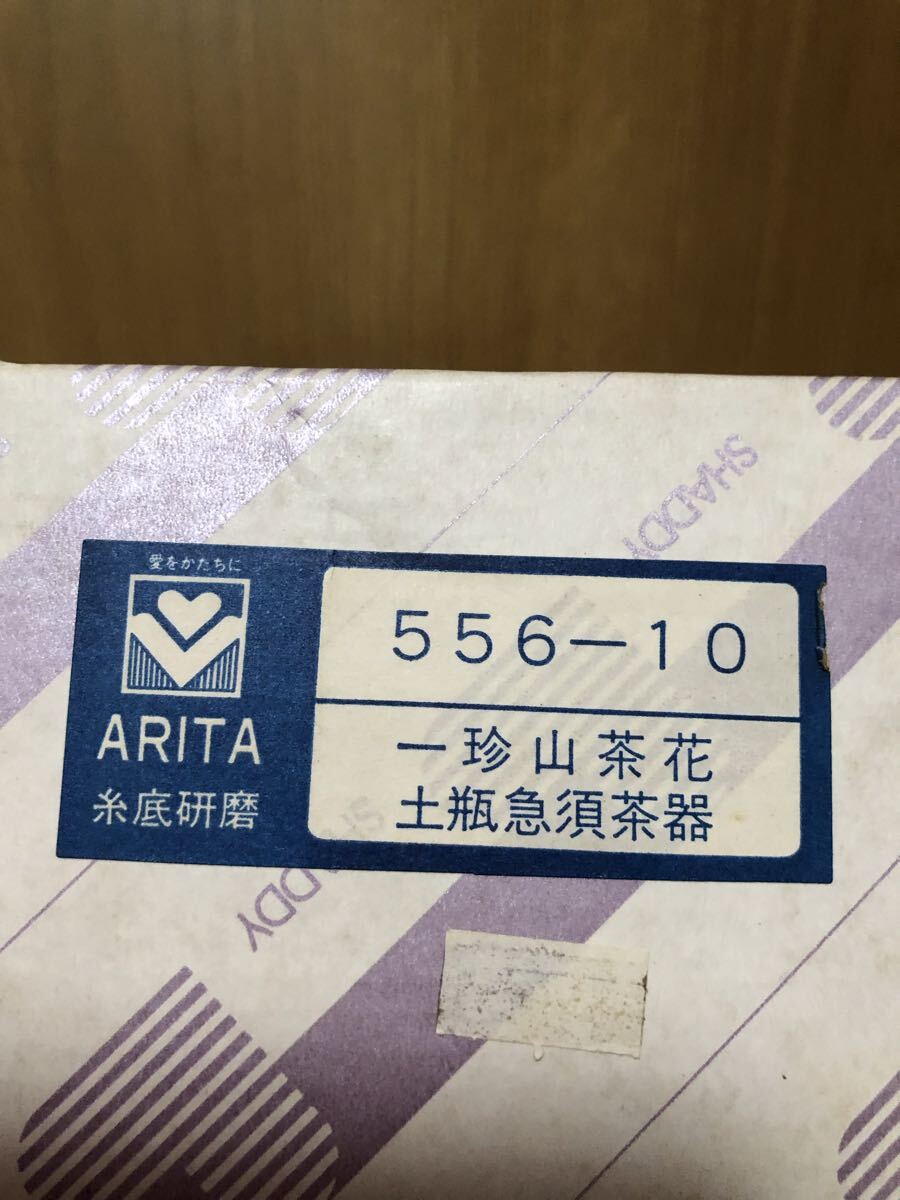 SHADDY
愛をかたちに
ARITA
糸底研磨
556-10
一珍山茶花
土瓶急須茶器
SHADDY